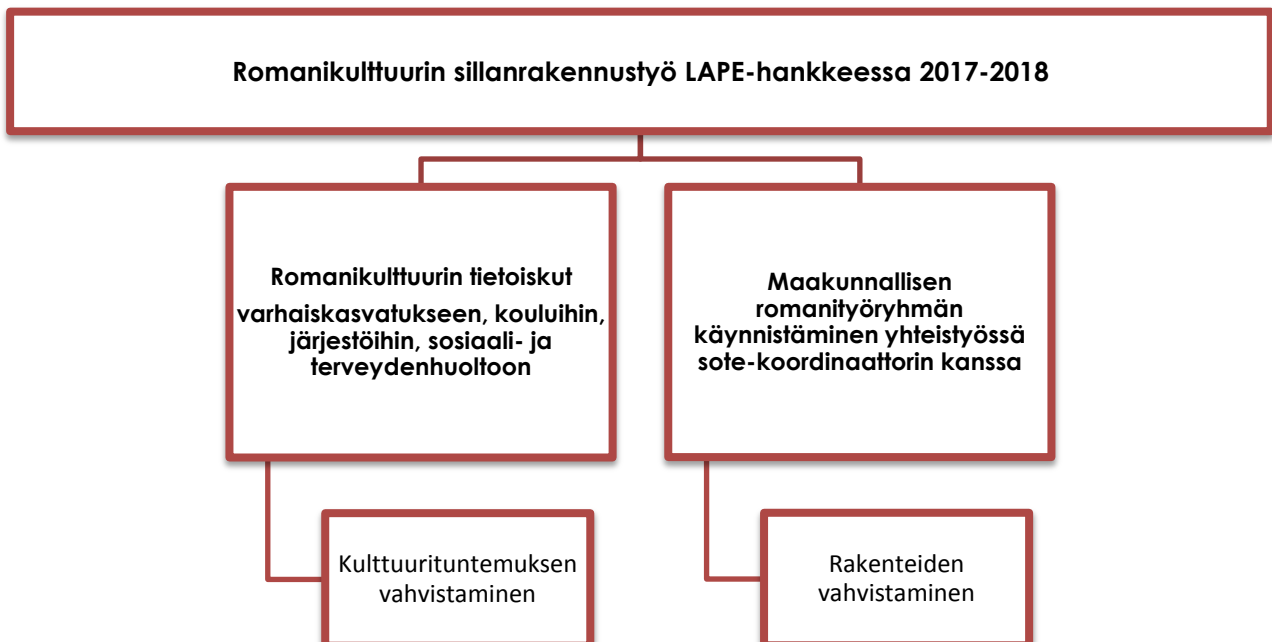 Romanikulttuurin sillanrakennustyö LAPE-hankkeessa 2017-2018
Romanikulttuurin tietoiskut
varhaiskasvatukseen, kouluihin,
järjestöihin, sosiaali- ja
terveydenhuoltoon
Maakunnallisen
romanityöryhmän
käynnistäminen yhteistyössä
sote-koordinaattorin kanssa
Kulttuurituntemuksen
vahvistaminen
Rakenteiden
vahvistaminen